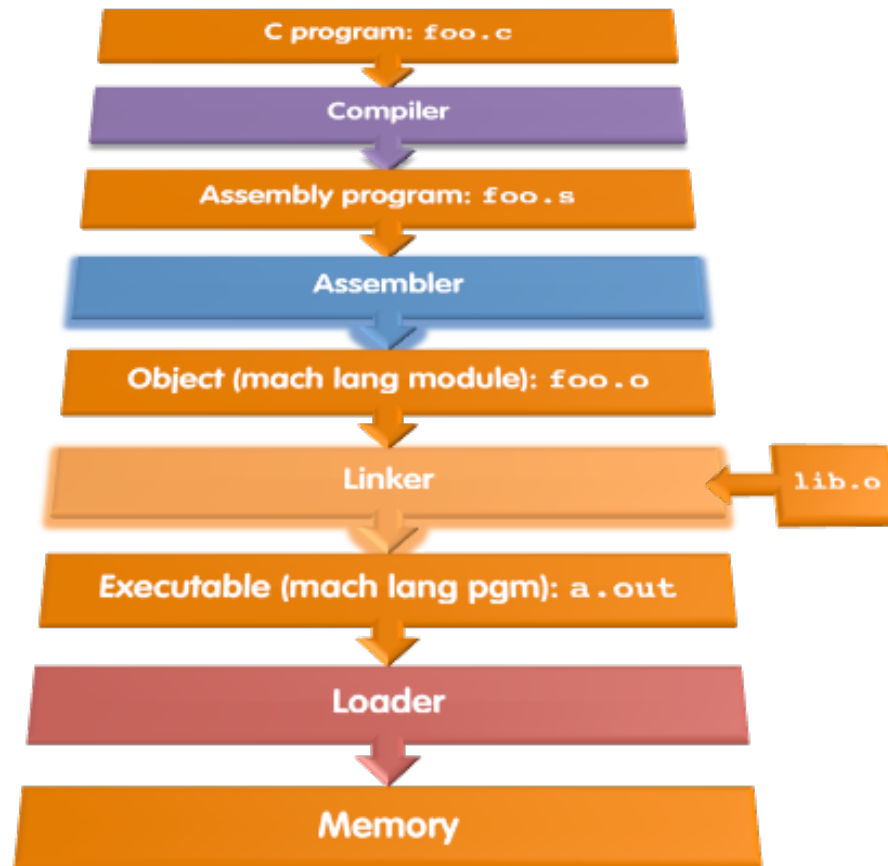 C program: foo.c
Compiler
Assembly program: foo.s
Assembler
Object (mach lang module): foo.o
Linker
lib.o
Executable (mach lang pgm): a.out
Loader
Memory